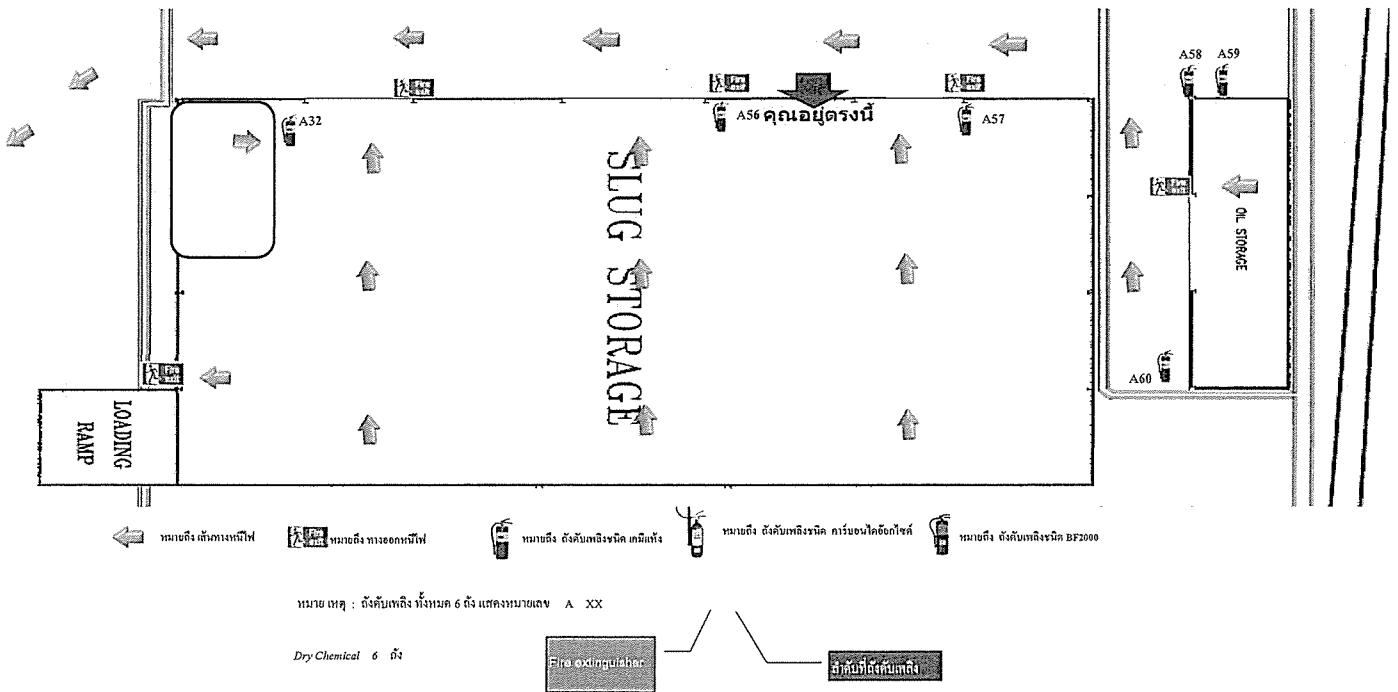 A58 A59
A32
A56 คุณอยู่ตรงนี้
A57
SLUG STORAGE
OIL STORAGE
A60
LOADING
RAMP
หมายถึง เส้นทางหนีไฟ
หมายถึง ทางออกหนีไฟ
หมายถึง ถังดับเพลิงชนิด เคมีแห้ง
หมายถึง ถังดับเพลิงชนิด คาร์บอนไดอ๊อกไซด์
หมายถึง ถังดับเพลิงชนิด BF2000
หมายเหตุ : ถังดับเพลิง ทั้งหมด 6 ถัง แสดงหมายเลข A XX
Dry Chemical 6 ถัง
Fire extinguisher
ลำดับที่ถังดับเพลิง